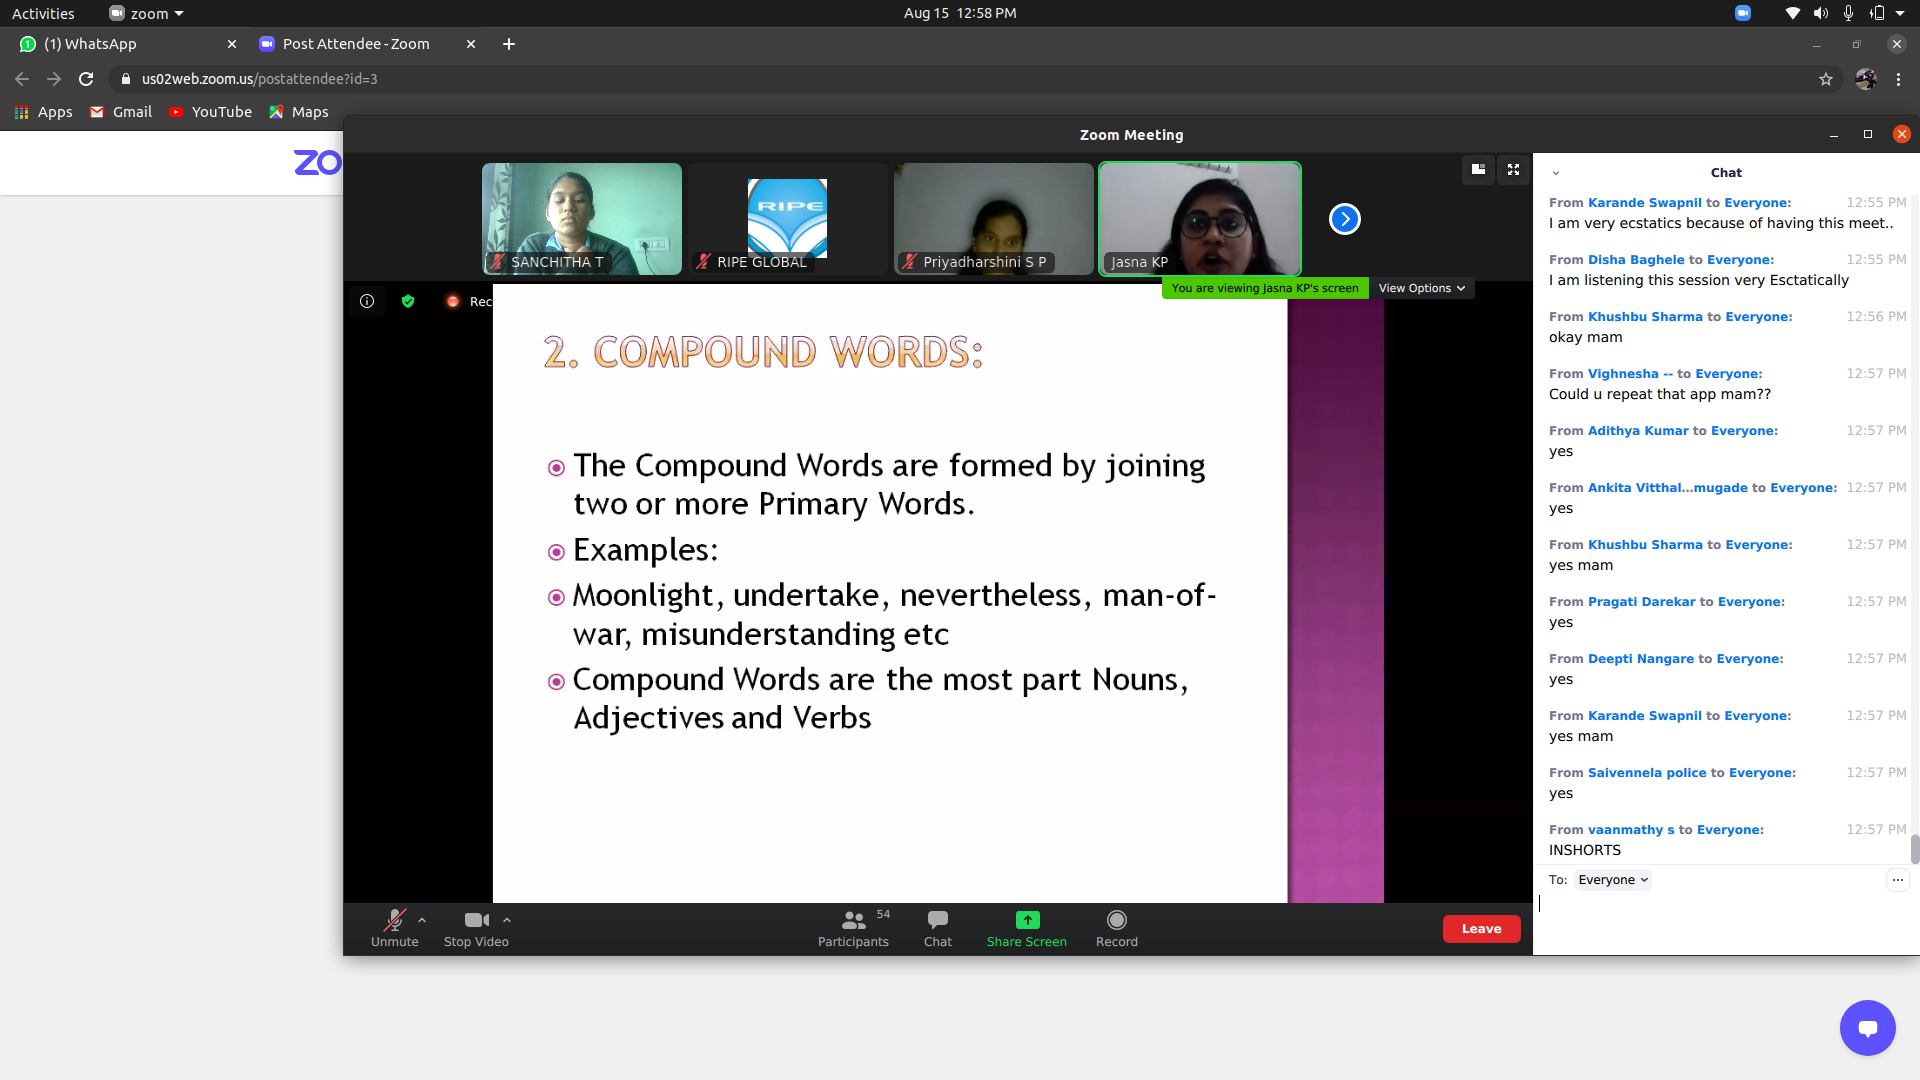 Activities
zoom
Aug 15 12:58 PM
(1) WhatsApp
Post Attendee - Zoom
us02web.zoom.us/postattendee?id=3
Apps
Gmail
YouTube
Maps
ZO
Zoom Meeting
SANCHITHA T
RIPE
RIPE GLOBAL
Priyadharshini S P
Jasna KP
You are viewing Jasna KP's screen
View Options
Rec
2. COMPOUND WORDS:
The Compound Words are formed by joining
two or more Primary Words.
Examples:
Moonlight, undertake, nevertheless, man-of-
war, misunderstanding etc
Compound Words are the most part Nouns,
Adjectives and Verbs
Unmute
Stop Video
54
Participants
Chat
Share Screen
Record
Leave
Chat
From Karande Swapnil to Everyone: 12:55 PM
I am very ecstatics because of having this meet..
From Disha Baghele to Everyone: 12:55 PM
I am listening this session very Esctatically
From Khushbu Sharma to Everyone: 12:56 PM
okay mam
From Vighnesha -- to Everyone: 12:57 PM
Could u repeat that app mam??
From Adithya Kumar to Everyone: 12:57 PM
yes
From Ankita Vitthal...mugade to Everyone: 12:57 PM
yes
From Khushbu Sharma to Everyone: 12:57 PM
yes mam
From Pragati Darekar to Everyone: 12:57 PM
yes
From Deepti Nangare to Everyone: 12:57 PM
yes
From Karande Swapnil to Everyone: 12:57 PM
yes mam
From Saivennela police to Everyone: 12:57 PM
yes
From vaanmathy s to Everyone: 12:57 PM
INSHORTS
To: Everyone